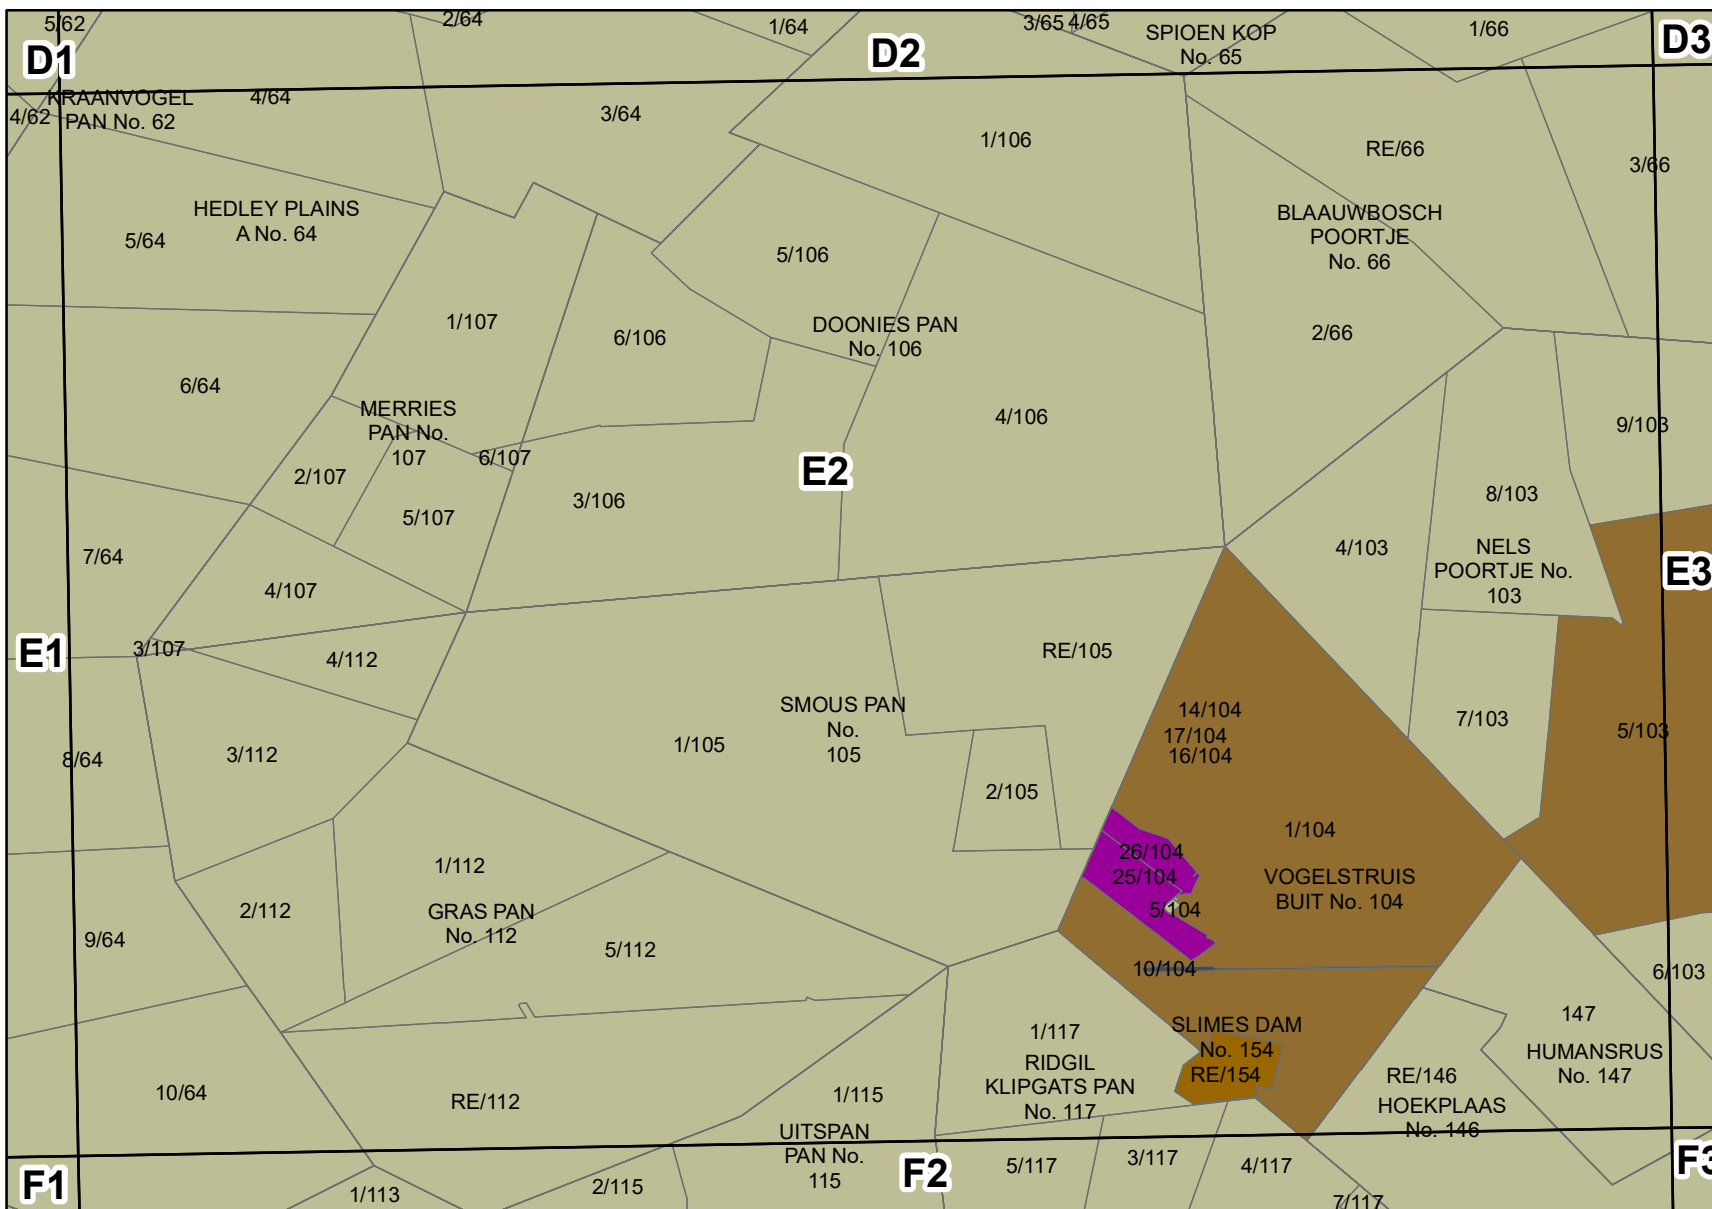 5/62
2/64
1/64
3/65
4/65
SPIOEN KOP
No. 65
1/66
D3
D1
D2
KRAANVOGEL
PAN No. 62
4/62
4/64
3/64
1/106
RE/66
3/66
HEDLEY PLAINS
A No. 64
5/64
5/106
BLAAUWBOSCH
POORTJE
No. 66
1/107
6/106
DOONIES PAN
No. 106
2/66
6/64
MERRIES
PAN No.
107
4/106
9/103
2/107
6/107
E2
5/107
3/106
8/103
7/64
4/107
4/103
NELS
POORTJE No.
103
E3
E1
3/107
4/112
RE/105
SMOUS PAN
No.
105
14/104
17/104
16/104
7/103
5/103
8/64
3/112
1/105
2/105
1/104
26/104
25/104
5/104
VOGELSTRUIS
BUIT No. 104
1/112
2/112
GRAS PAN
No. 112
9/64
5/112
10/104
6/103
10/64
RE/112
1/115
1/117
RIDGIL
KLIPGATS PAN
No. 117
SLIMES DAM
No. 154
RE/154
147
HUMANSRUS
No. 147
RE/146
HOEKPLAAS
No. 146
UITSPAN
PAN No.
115
F1
1/113
2/115
F2
5/117
3/117
4/117
7/117
F3